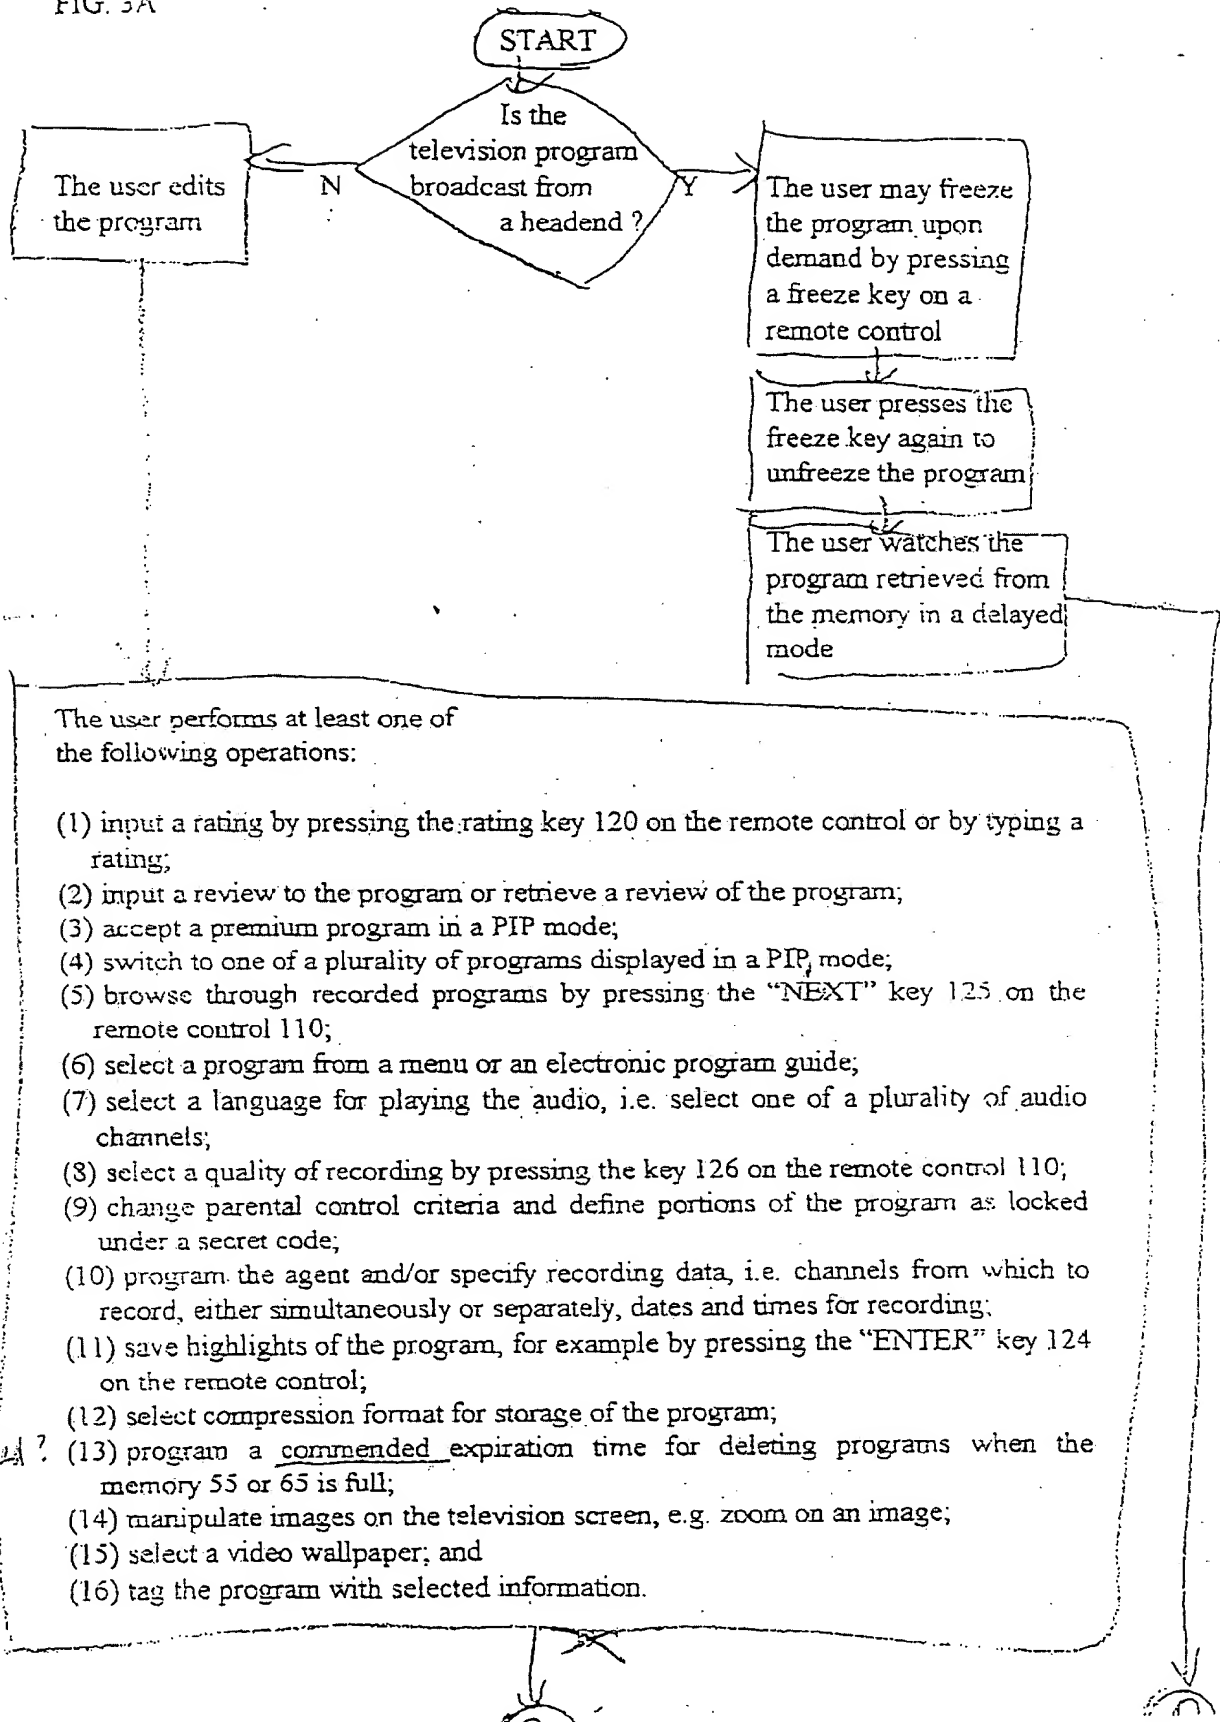 FIG. 3A
START
Is the
television program
broadcast from
a headend ?
N
Y
The user edits
the program
The user may freeze
the program upon
demand by pressing
a freeze key on a
remote control
The user presses the
freeze key again to
unfreeze the program
The user watches the
program retrieved from
the memory in a delayed
mode
The user performs at least one of
the following operations:
(1) input a rating by pressing the rating key 120 on the remote control or by typing a
rating;
(2) input a review to the program or retrieve a review of the program;
(3) accept a premium program in a PIP mode;
(4) switch to one of a plurality of programs displayed in a PIP mode;
(5) browse through recorded programs by pressing the "NEXT" key 125 on the
remote control 110;
(6) select a program from a menu or an electronic program guide;
(7) select a language for playing the audio, i.e. select one of a plurality of audio
channels;
(8) select a quality of recording by pressing the key 126 on the remote control 110;
(9) change parental control criteria and define portions of the program as locked
under a secret code;
(10) program the agent and/or specify recording data, i.e. channels from which to
record, either simultaneously or separately, dates and times for recording;
(11) save highlights of the program, for example by pressing the "ENTER" key 124
on the remote control;
(12) select compression format for storage of the program;
? (13) program a commended expiration time for deleting programs when the
memory 55 or 65 is full;
(14) manipulate images on the television screen, e.g. zoom on an image;
(15) select a video wallpaper; and
(16) tag the program with selected information.